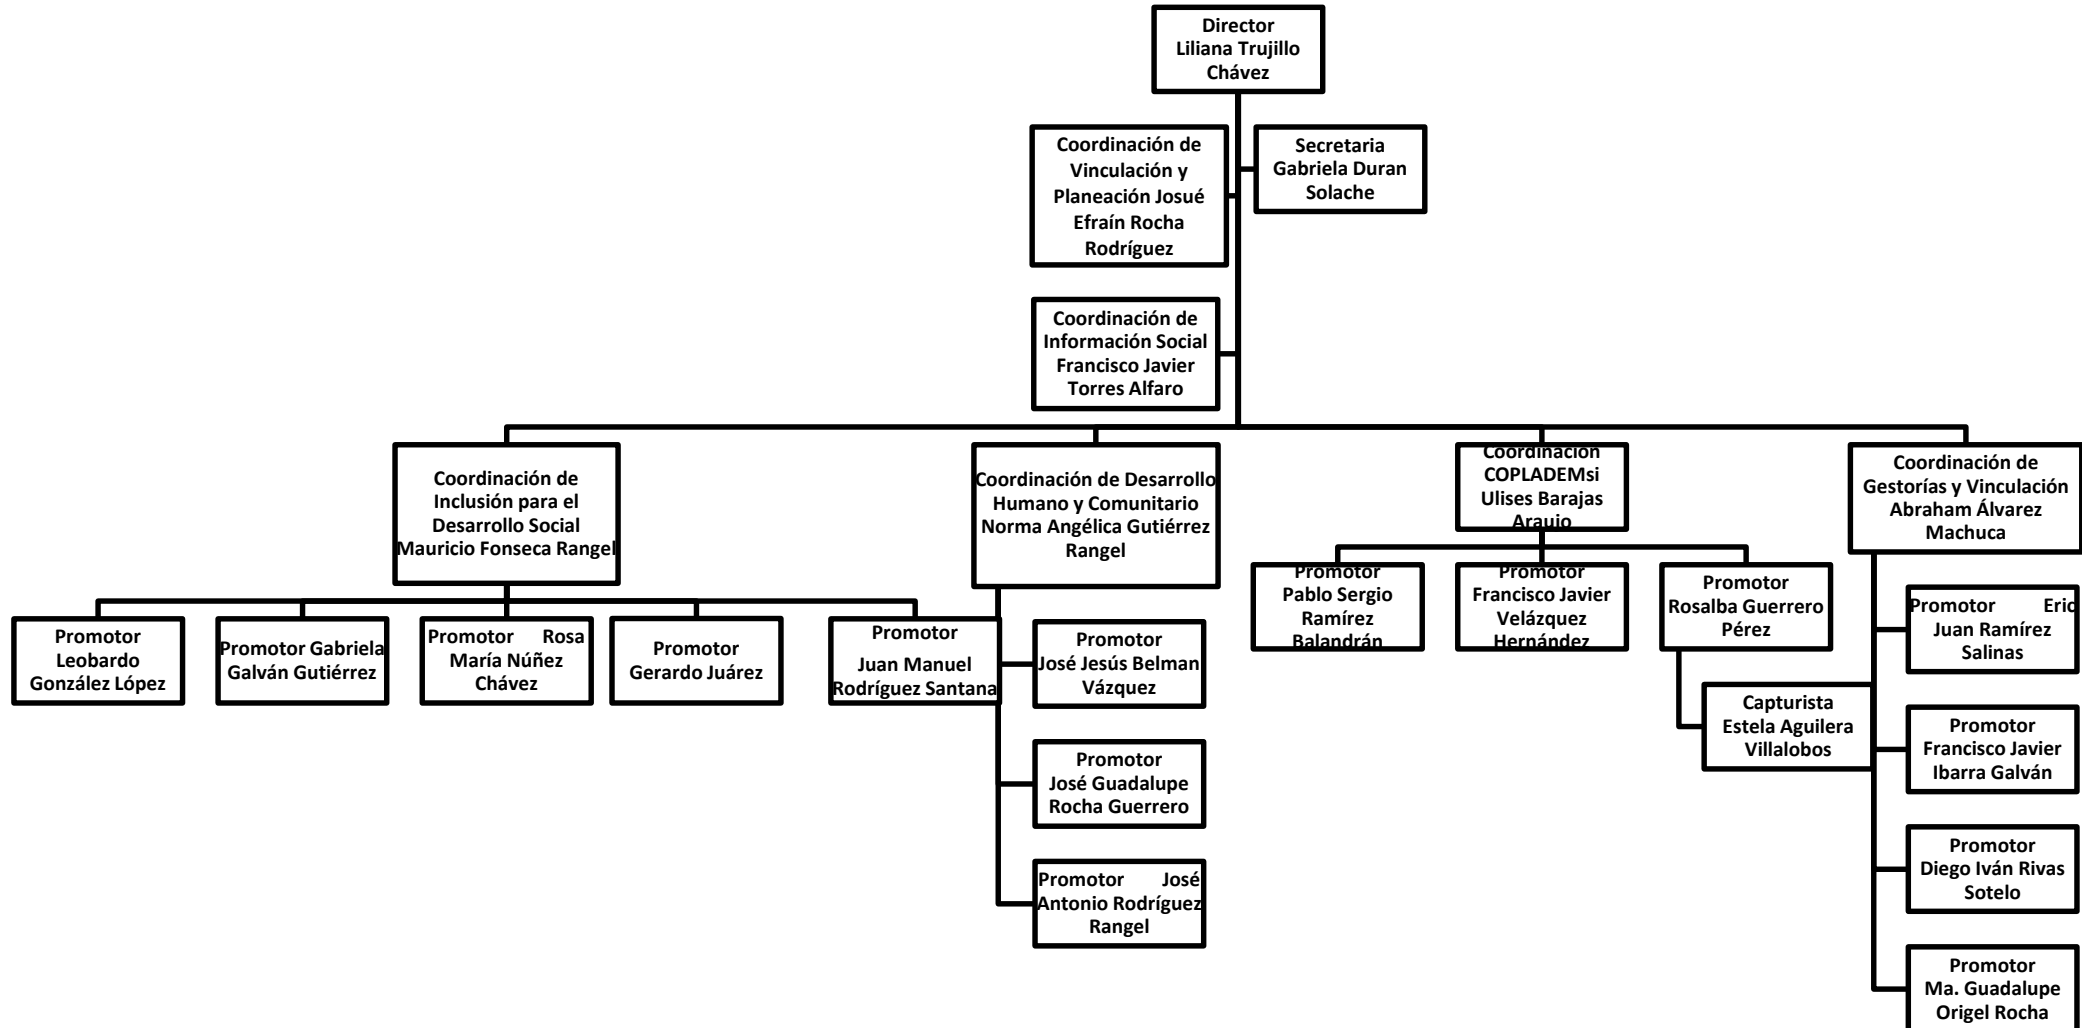 Director
Liliana Trujillo
Chávez
Coordinación de
Vinculación y
Planeación Josué
Efraín Rocha
Rodríguez
Secretaria
Gabriela Duran
Solache
Coordinación de
Información Social
Francisco Javier
Torres Alfaro
Coordinación de
Inclusión para el
Desarrollo Social
Mauricio Fonseca Rangel
Coordinación de Desarrollo
Humano y Comunitario
Norma Angélica Gutiérrez
Rangel
Coordinación
COPLADEMsi
Ulises Barajas
Araujo
Coordinación de
Gestorías y Vinculación
Abraham Álvarez
Machuca
Promotor
Leobardo
González López
Promotor Gabriela
Galván Gutiérrez
Promotor Rosa
María Núñez
Chávez
Promotor
Gerardo Juárez
Promotor
Juan Manuel
Rodríguez Santana
Promotor
José Jesús Belman
Vázquez
Promotor
José Guadalupe
Rocha Guerrero
Promotor José
Antonio Rodríguez
Rangel
Promotor
Pablo Sergio
Ramírez
Balandrán
Promotor
Francisco Javier
Velázquez
Hernández
Promotor
Rosalba Guerrero
Pérez
Capturista
Estela Aguilera
Villalobos
Promotor Eric
Juan Ramírez
Salinas
Promotor
Francisco Javier
Ibarra Galván
Promotor
Diego Iván Rivas
Sotelo
Promotor
Ma. Guadalupe
Origel Rocha